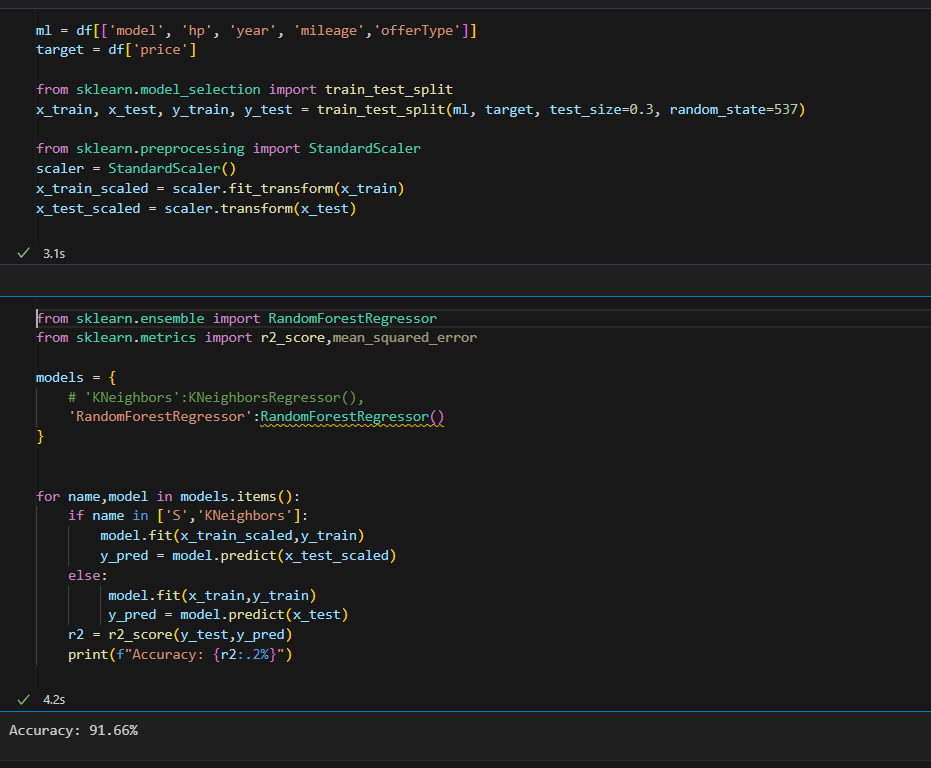 ml = df[['model', 'hp', 'year', 'mileage','offerType']]
target = df['price']
from sklearn.model_selection import train_test_split
x_train, x_test, y_train, y_test = train_test_split(ml, target, test_size=0.3, random_state=537)
from sklearn.preprocessing import StandardScaler
scaler = StandardScaler()
x_train_scaled = scaler.fit_transform(x_train)
x_test_scaled = scaler.transform(x_test)
3.1s
from sklearn.ensemble import RandomForestRegressor
from sklearn.metrics import r2_score,mean_squared_error
models = {
    # 'KNeighbors':KNeighborsRegressor(),
    'RandomForestRegressor':RandomForestRegressor()
}
for name,model in models.items():
    if name in ['S','KNeighbors']:
        model.fit(x_train_scaled,y_train)
        y_pred = model.predict(x_test_scaled)
    else:
         model.fit(x_train,y_train)
         y_pred = model.predict(x_test)
    r2 = r2_score(y_test,y_pred)
    print(f"Accuracy: {r2:.2%}")
4.2s
Accuracy: 91.66%